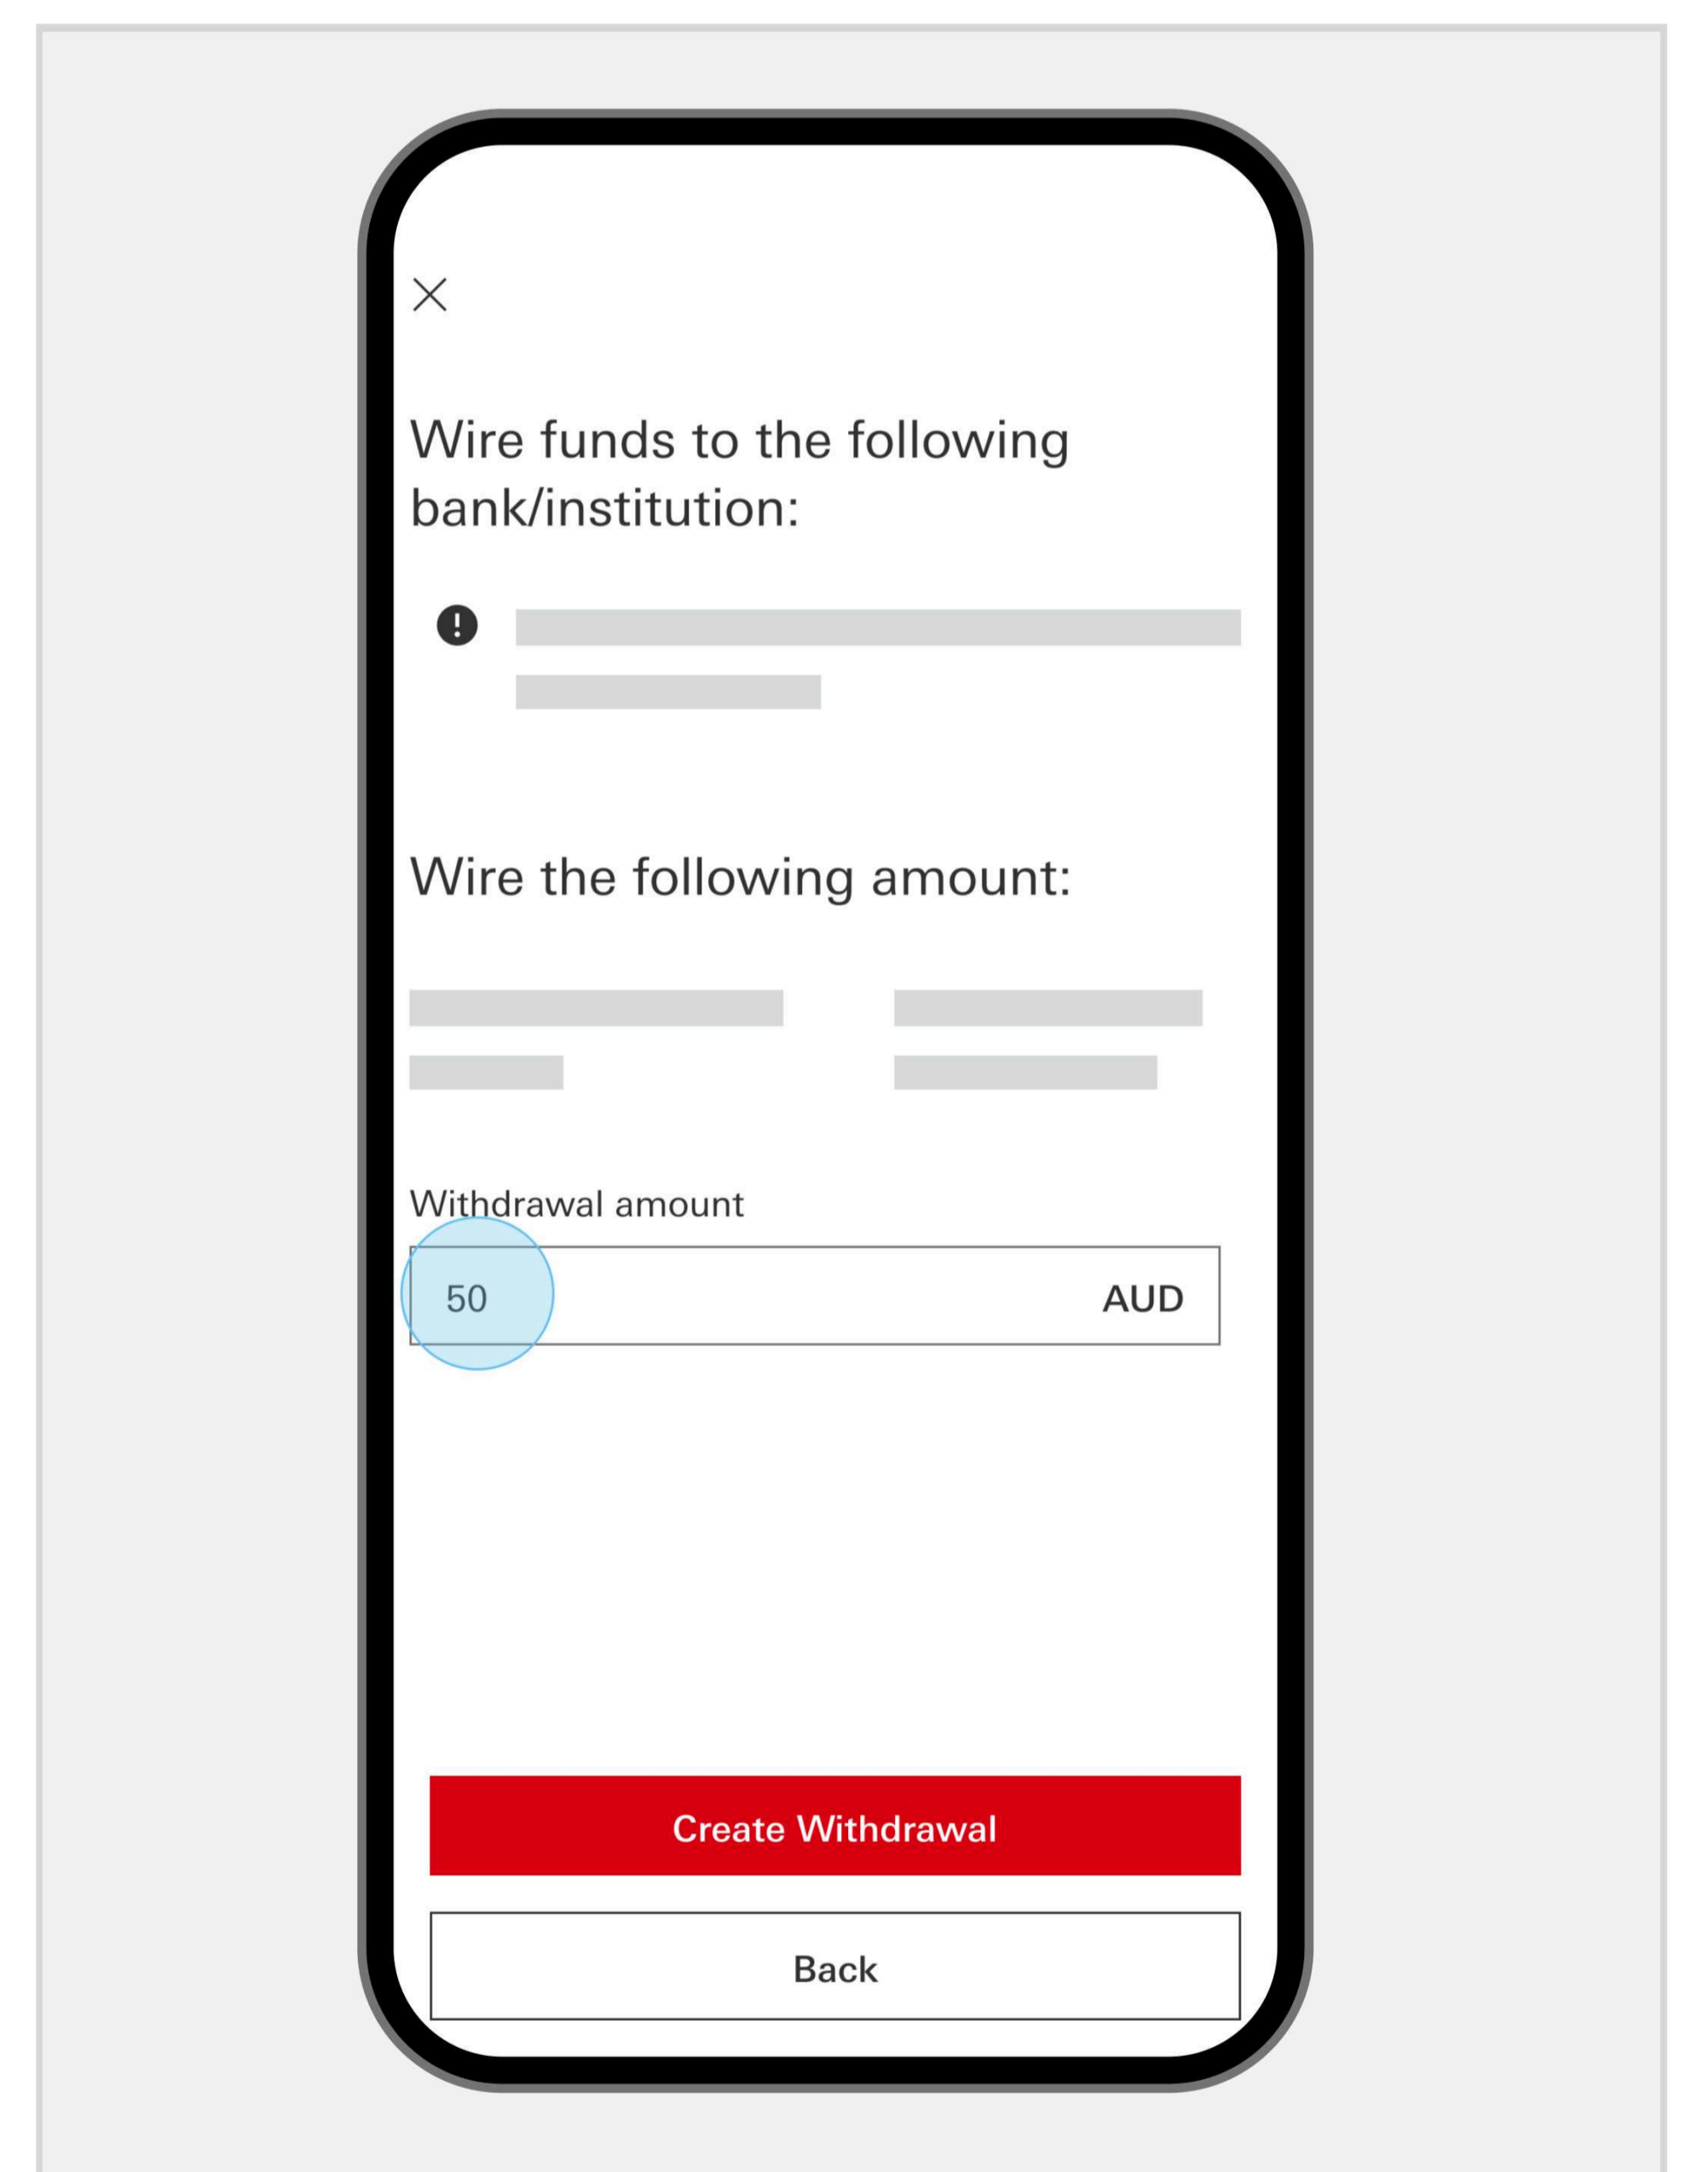 Wire funds to the following
bank/institution:
Wire the following amount:
Withdrawal amount
50 AUD
Create Withdrawal
Back